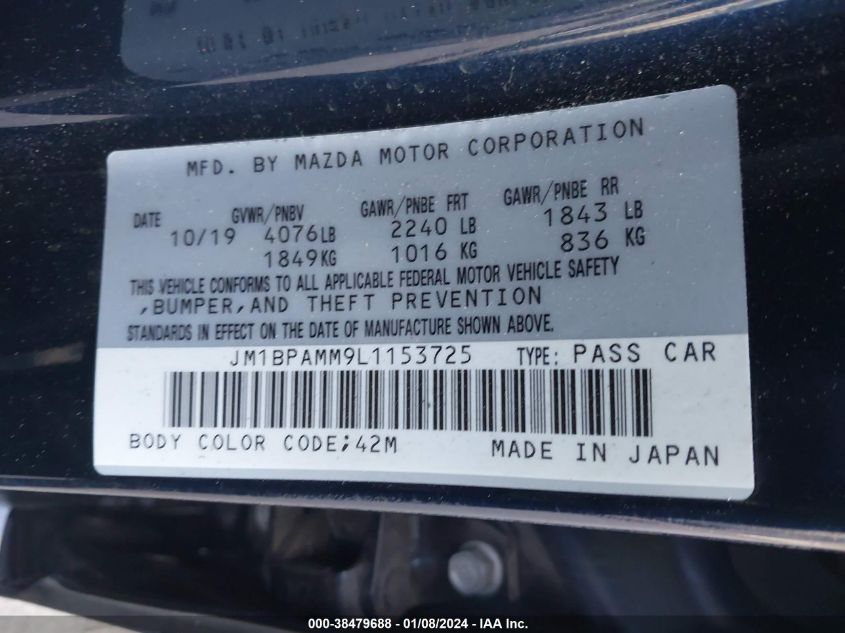 MFD. BY MAZDA MOTOR CORPORATION
DATE GVWR/PNBV GAWR/PNBE FRT GAWR/PNBE RR
10/19 4076LB 2240 LB 1843 LB
1849KG 1016 KG 836 KG
THIS VEHICLE CONFORMS TO ALL APPLICABLE FEDERAL MOTOR VEHICLE SAFETY
,BUMPER,AND THEFT PREVENTION
STANDARDS IN EFFECT ON THE DATE OF MANUFACTURE SHOWN ABOVE.
JM1BPAMM9L1153725 TYPE: PASS CAR
BODY COLOR CODE;42M MADE IN JAPAN
000-38479688 - 01/08/2024 - IAA Inc.